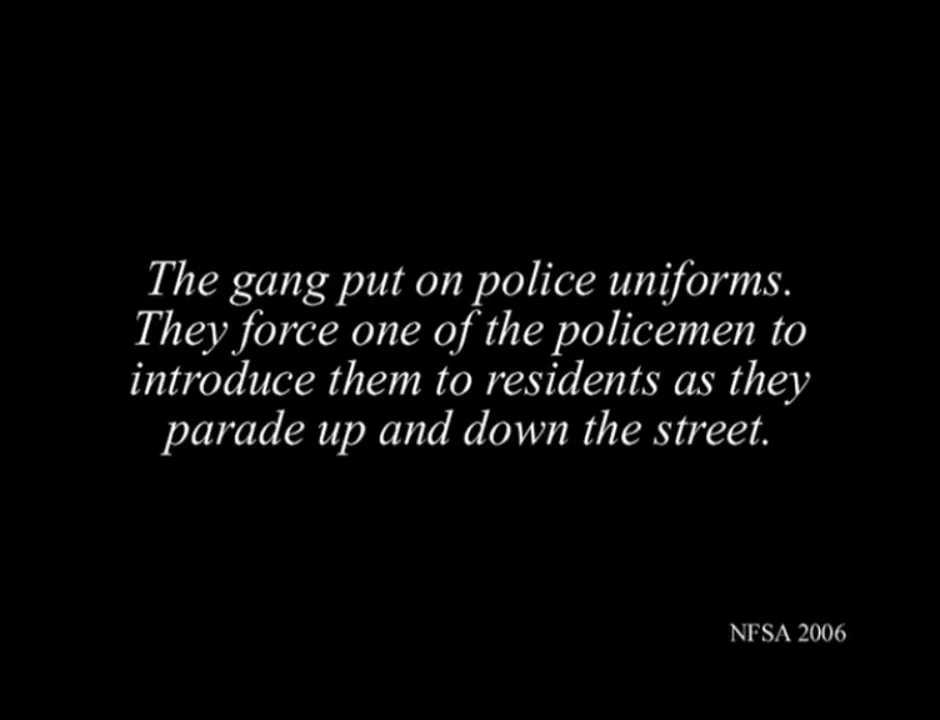 The gang put on police uniforms.
They force one of the policemen to
introduce them to residents as they
parade up and down the street.
NFSA 2006